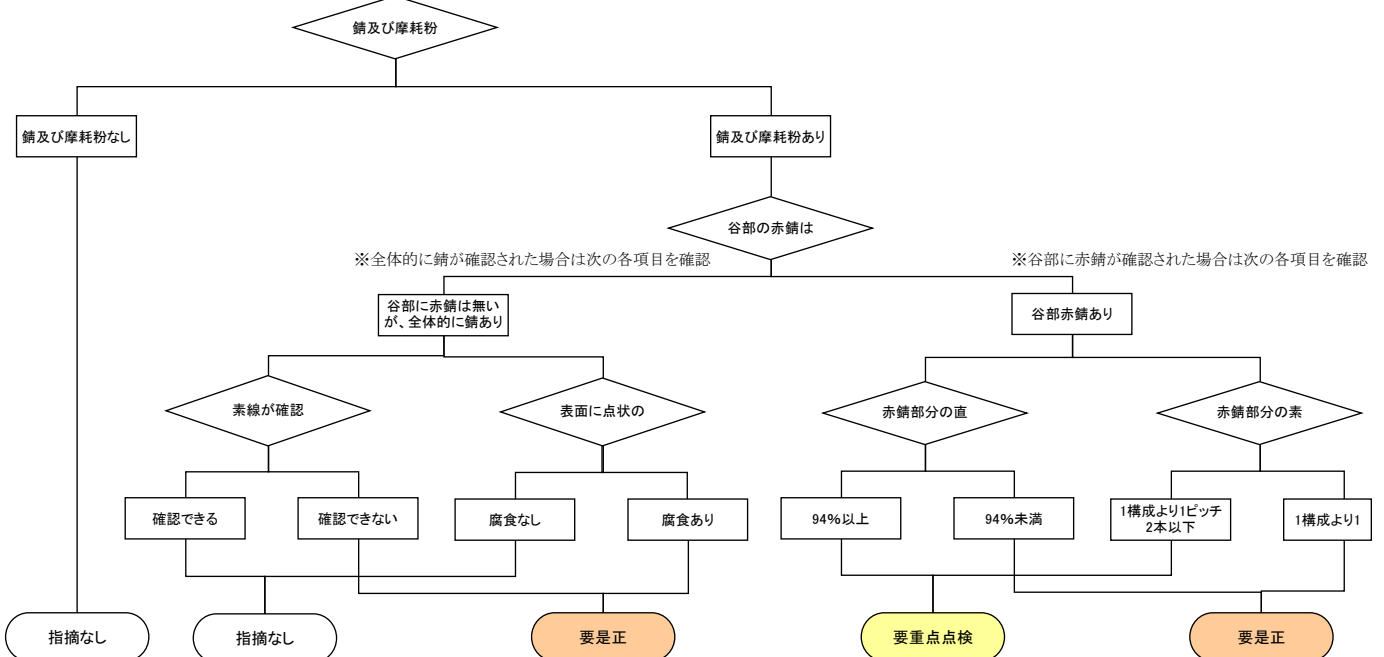 錆及び摩耗粉
錆及び摩耗粉なし
錆及び摩耗粉あり
谷部の赤錆は
※全体的に錆が確認された場合は次の各項目を確認
※谷部に赤錆が確認された場合は次の各項目を確認
谷部に赤錆は無い
が、全体的に錆あり
谷部赤錆あり
素線が確認
表面に点状の
赤錆部分の直
赤錆部分の素
確認できる
確認できない
腐食なし
腐食あり
94%以上
94%未満
1構成より1ピッチ
2本以下
1構成より1
指摘なし
指摘なし
要是正
要重点点検
要是正